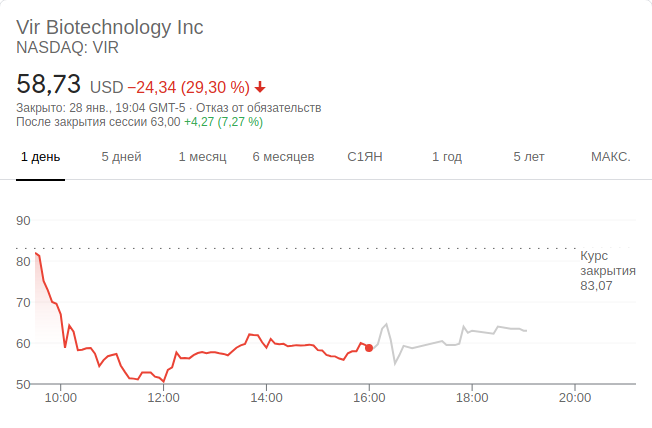 Vir Biotechnology Inc
NASDAQ: VIR
58,73 USD −24,34 (29,30 %)
Закрыто: 28 янв., 19:04 GMT-5 · Отказ от обязательств
После закрытия сессии 63,00 +4,27 (7,27 %)
1 день 5 дней 1 месяц 6 месяцев С1ЯН 1 год 5 лет МАКС.
90
80
70
60
50
Курс
закрытия
83,07
10:00 12:00 14:00 16:00 18:00 20:00